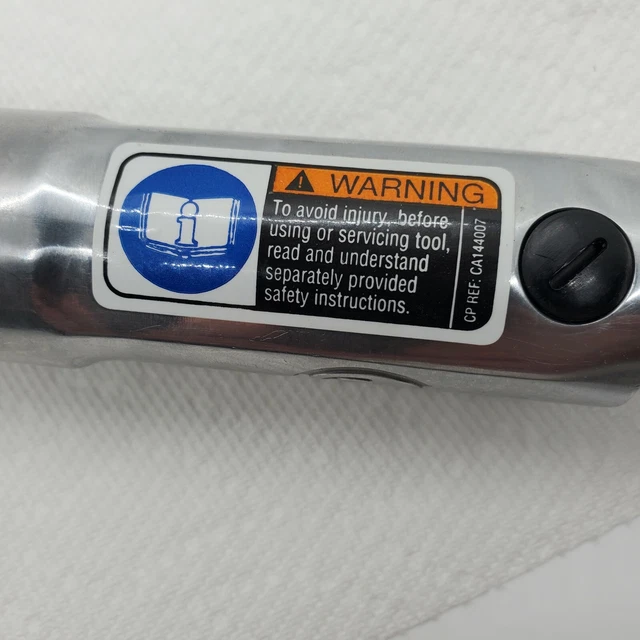 WARNING
To avoid injury, before
using or servicing tool,
read and understand
separately provided
safety instructions.
CP REF: CA144007